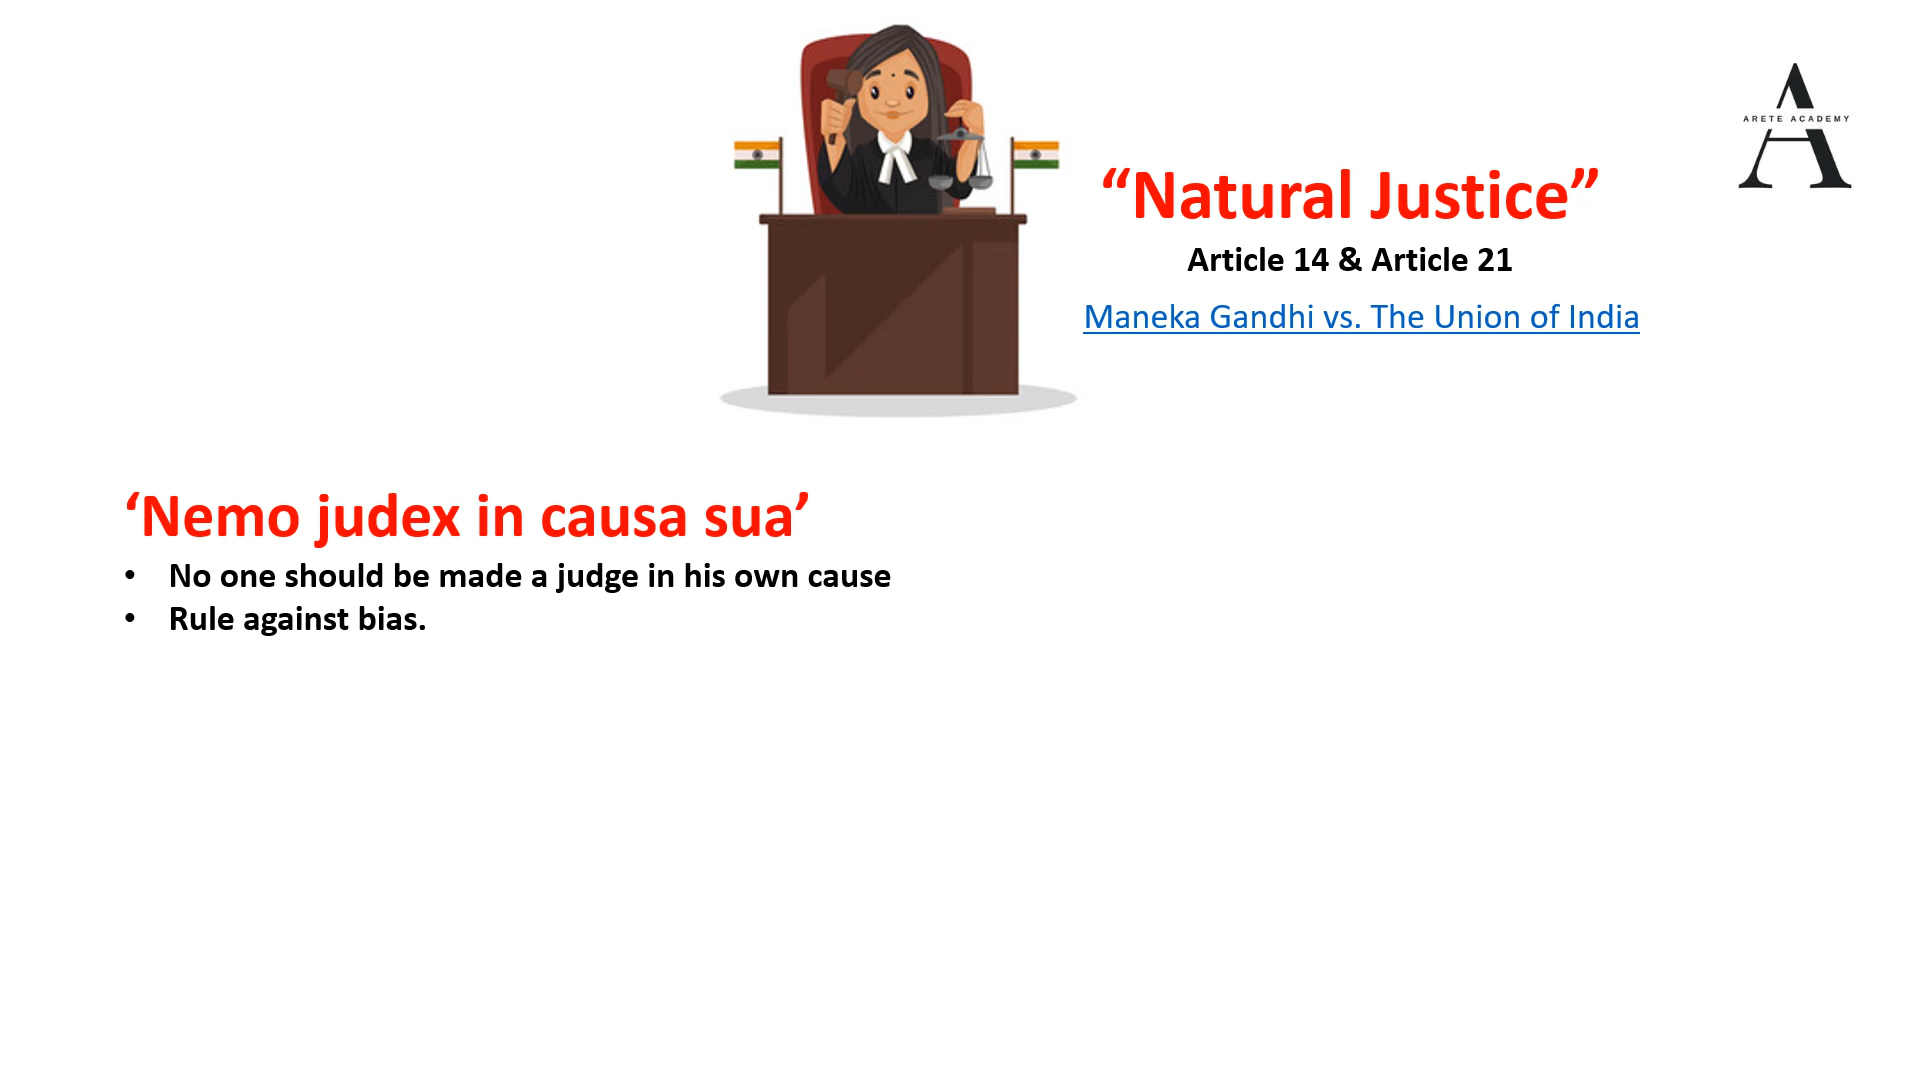 ARETE ACADEMY
“Natural Justice”
Article 14 & Article 21
Maneka Gandhi vs. The Union of India
‘Nemo judex in causa sua’
• No one should be made a judge in his own cause
• Rule against bias.